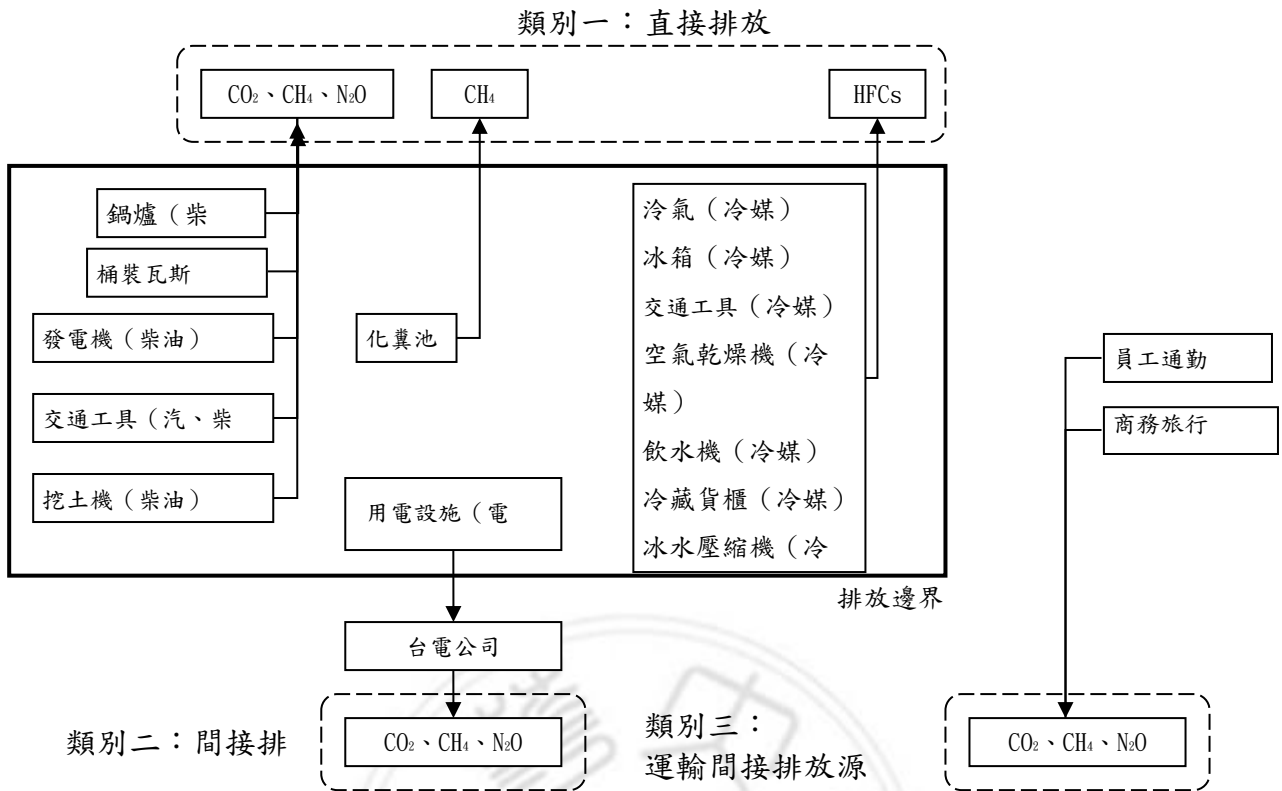 類別一：直接排放
CO₂、CH₄、N₂O
CH₄
HFCs
鍋爐（柴
桶裝瓦斯
發電機（柴油）
交通工具（汽、柴
挖土機（柴油）
化糞池
用電設施（電
冷氣（冷媒）
冰箱（冷媒）
交通工具（冷媒）
空氣乾燥機（冷
媒）
飲水機（冷媒）
冷藏貨櫃（冷媒）
冰水壓縮機（冷
員工通勤
商務旅行
排放邊界
台電公司
類別二：間接排
CO₂、CH₄、N₂O
類別三：
運輸間接排放源
CO₂、CH₄、N₂O